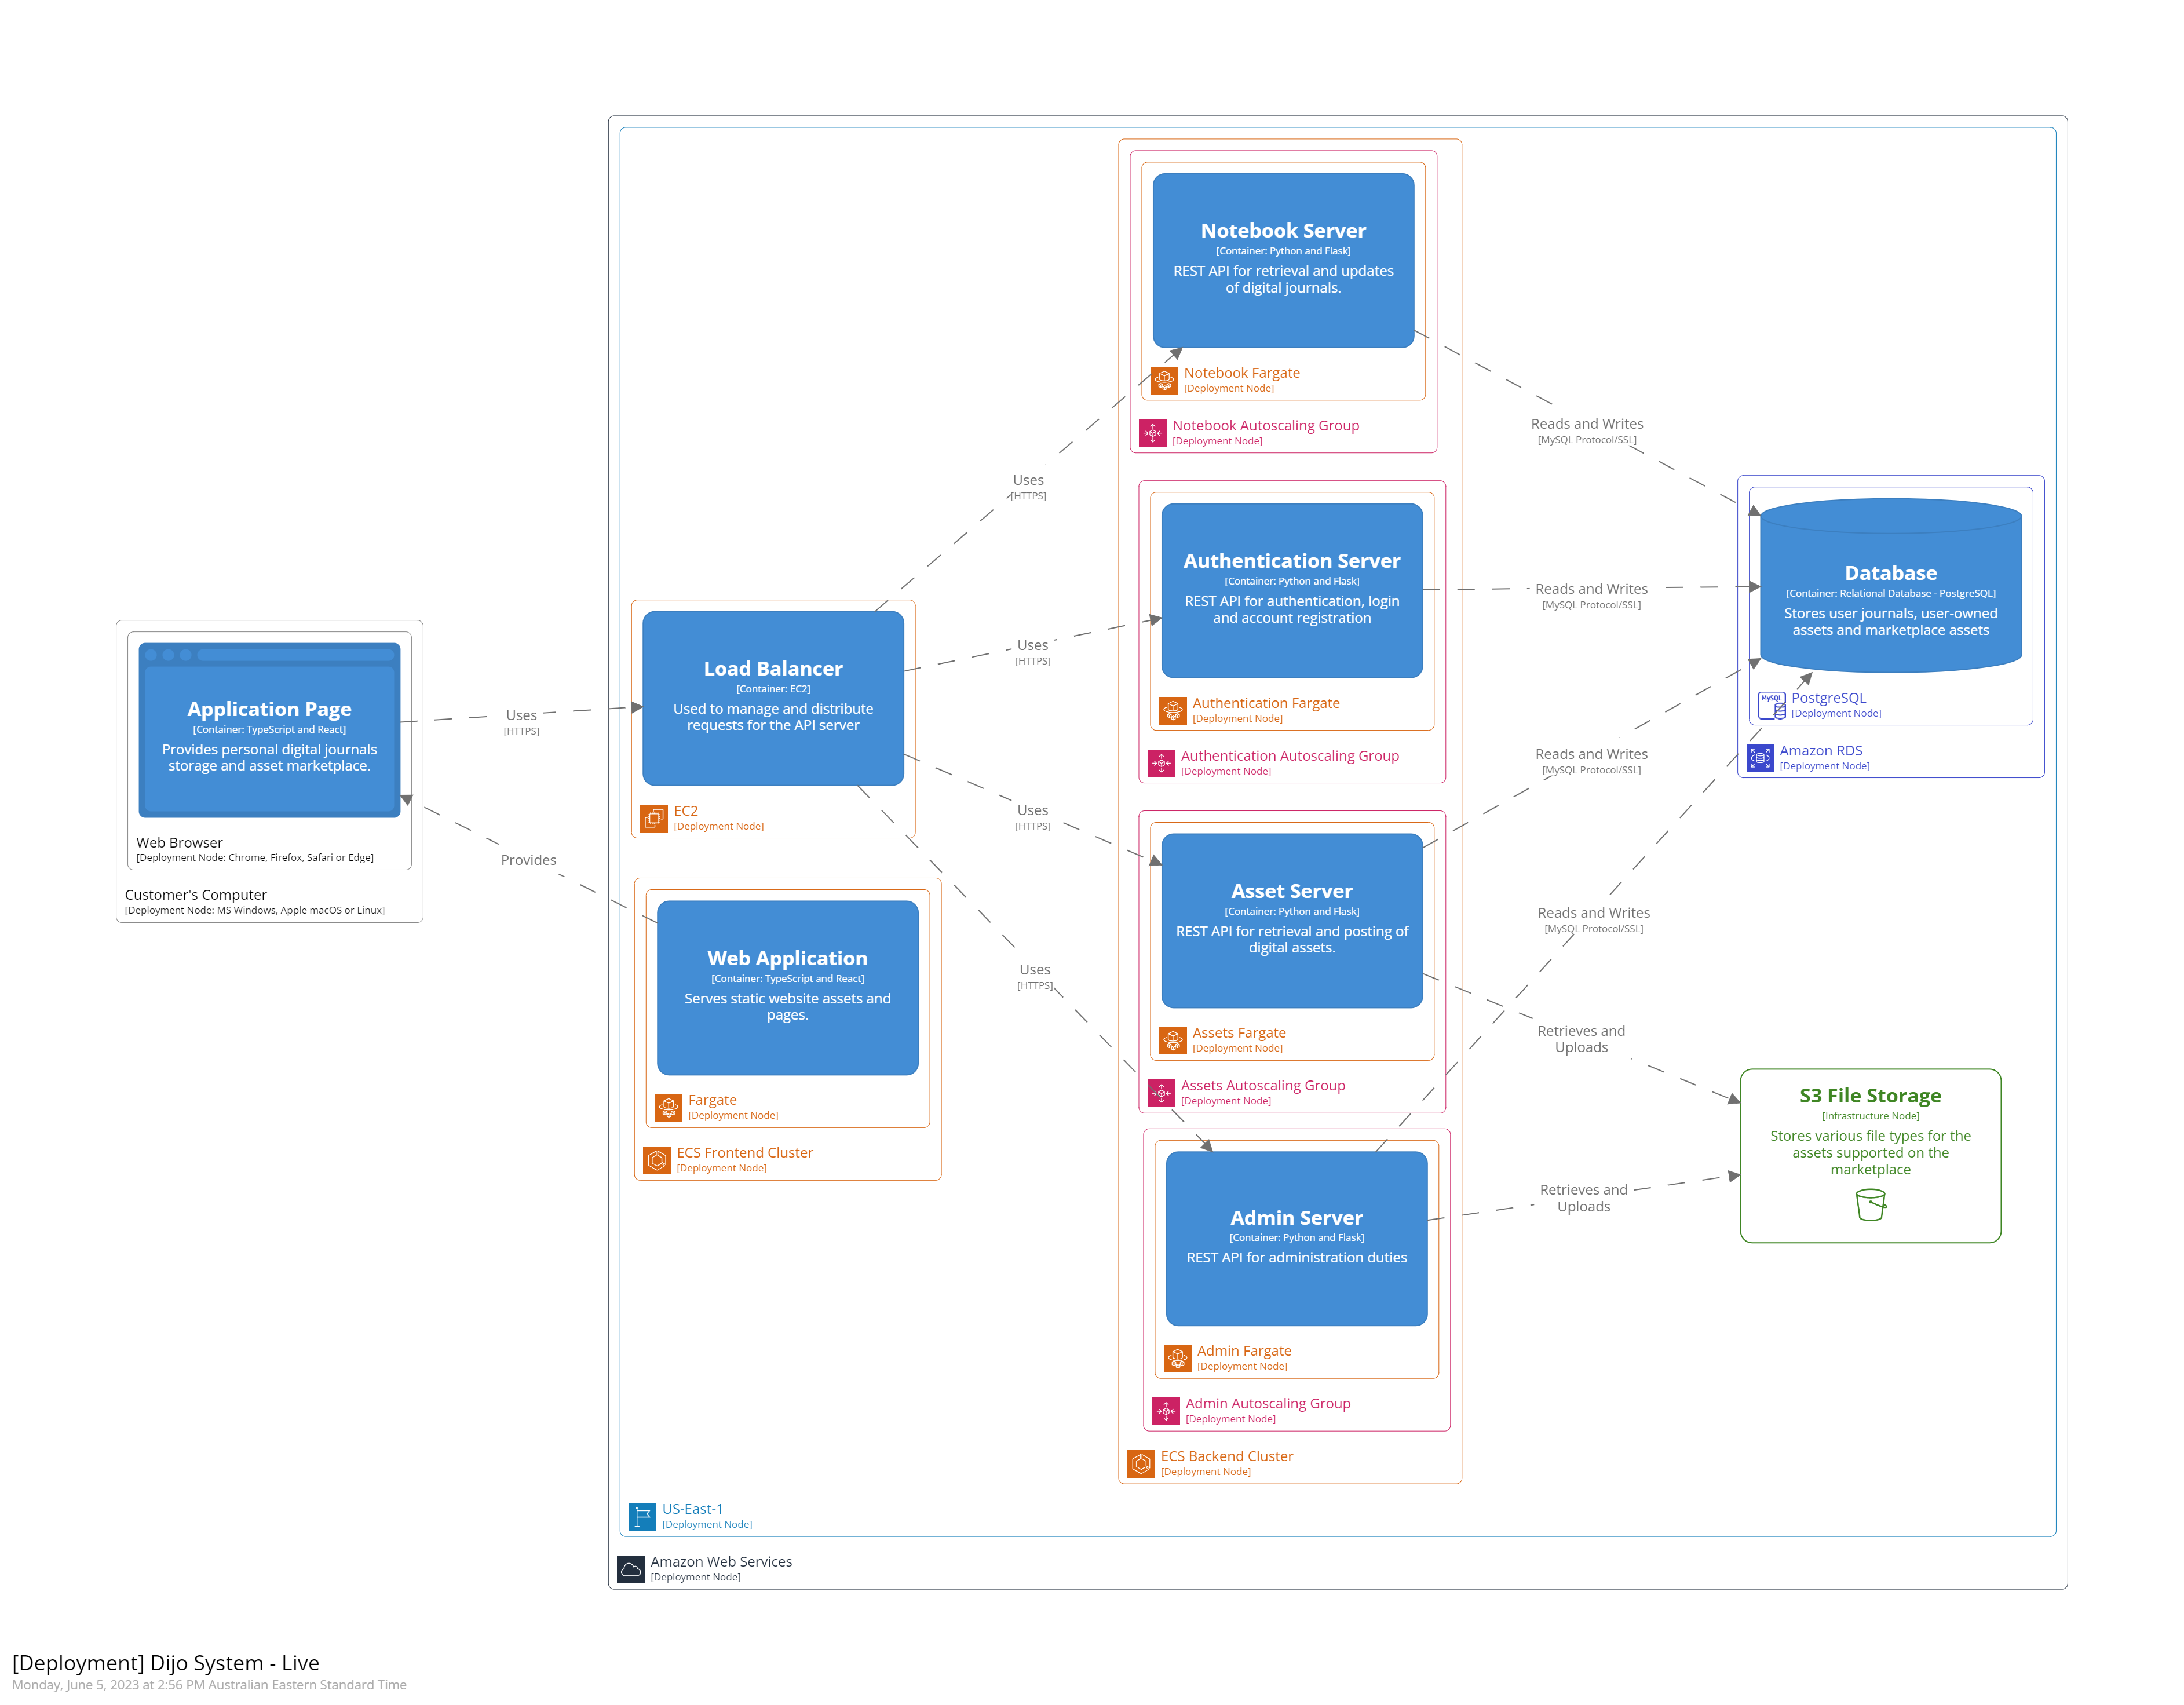 Notebook Server
[Container: Python and Flask]
REST API for retrieval and updates
of digital journals.
Notebook Fargate
[Deployment Node]
Notebook Autoscaling Group
[Deployment Node]
Reads and Writes
[MySQL Protocol/SSL]
Uses
[HTTPS]
Authentication Server
[Container: Python and Flask]
REST API for authentication, login
and account registration
Authentication Fargate
[Deployment Node]
Authentication Autoscaling Group
[Deployment Node]
Reads and Writes
[MySQL Protocol/SSL]
Database
[Container: Relational Database - PostgreSQL]
Stores user journals, user-owned
assets and marketplace assets
MySQL
PostgreSQL
[Deployment Node]
Amazon RDS
[Deployment Node]
Uses
[HTTPS]
Load Balancer
[Container: EC2]
Used to manage and distribute
requests for the API server
EC2
[Deployment Node]
Application Page
[Container: TypeScript and React]
Provides personal digital journals
storage and asset marketplace.
Web Browser
[Deployment Node: Chrome, Firefox, Safari or Edge]
Customer's Computer
[Deployment Node: MS Windows, Apple macOS or Linux]
Uses
[HTTPS]
Provides
Uses
[HTTPS]
Reads and Writes
[MySQL Protocol/SSL]
Asset Server
[Container: Python and Flask]
REST API for retrieval and posting of
digital assets.
Assets Fargate
[Deployment Node]
Assets Autoscaling Group
[Deployment Node]
Web Application
[Container: TypeScript and React]
Serves static website assets and
pages.
Fargate
[Deployment Node]
ECS Frontend Cluster
[Deployment Node]
Uses
[HTTPS]
Reads and Writes
[MySQL Protocol/SSL]
Retrieves and
Uploads
S3 File Storage
[Infrastructure Node]
Stores various file types for the
assets supported on the
marketplace
Retrieves and
Uploads
Admin Server
[Container: Python and Flask]
REST API for administration duties
Admin Fargate
[Deployment Node]
Admin Autoscaling Group
[Deployment Node]
ECS Backend Cluster
[Deployment Node]
US-East-1
[Deployment Node]
Amazon Web Services
[Deployment Node]
[Deployment] Dijo System - Live
Monday, June 5, 2023 at 2:56 PM Australian Eastern Standard Time